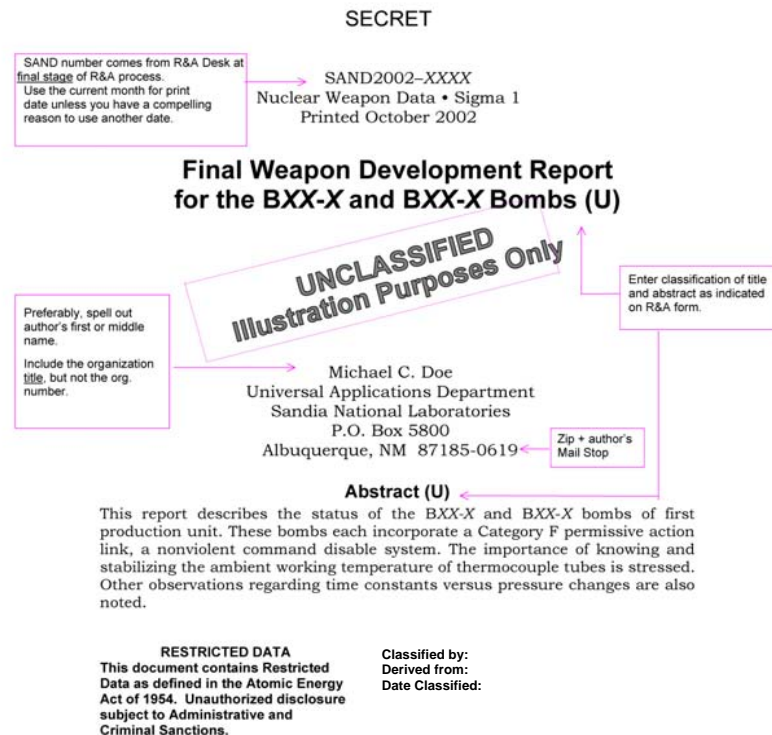 SECRET
SAND number comes from R&A Desk at
final stage of R&A process.
Use the current month for print
date unless you have a compelling
reason to use another date.
SAND2002–XXXX
Nuclear Weapon Data • Sigma 1
Printed October 2002
Final Weapon Development Report
for the BXX-X and BXX-X Bombs (U)
UNCLASSIFIED
Illustration Purposes Only
Enter classification of title
and abstract as indicated
on R&A form.
Preferably, spell out
author's first or middle
name.
Include the organization
title, but not the org.
number.
Michael C. Doe
Universal Applications Department
Sandia National Laboratories
P.O. Box 5800
Albuquerque, NM 87185-0619
Zip + author's
Mail Stop
Abstract (U)
This report describes the status of the BXX-X and BXX-X bombs of first
production unit. These bombs each incorporate a Category F permissive action
link, a nonviolent command disable system. The importance of knowing and
stabilizing the ambient working temperature of thermocouple tubes is stressed.
Other observations regarding time constants versus pressure changes are also
noted.
RESTRICTED DATA
This document contains Restricted
Data as defined in the Atomic Energy
Act of 1954. Unauthorized disclosure
subject to Administrative and
Criminal Sanctions.
Classified by:
Derived from:
Date Classified: